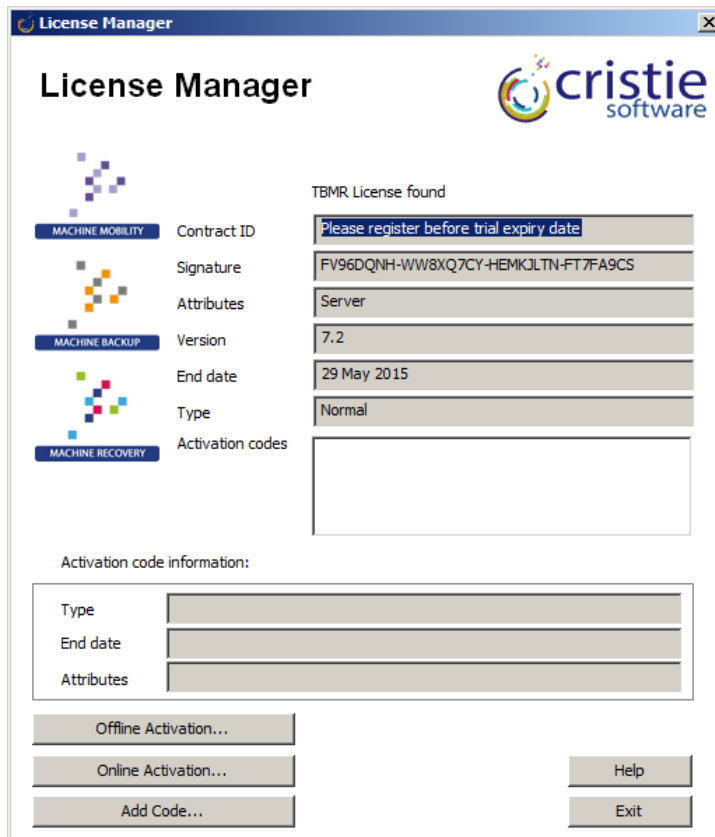 License Manager
License Manager
cristie
software
TBMR License found
MACHINE MOBILITY
Contract ID
Please register before trial expiry date
Signature
FV96DQNH-WW8XQ7CY-HEMKJLTN-FT7FA9CS
Attributes
Server
MACHINE BACKUP
Version
7.2
End date
29 May 2015
Type
Normal
MACHINE RECOVERY
Activation codes
Activation code information:
Type
End date
Attributes
Offline Activation...
Online Activation...
Help
Add Code...
Exit